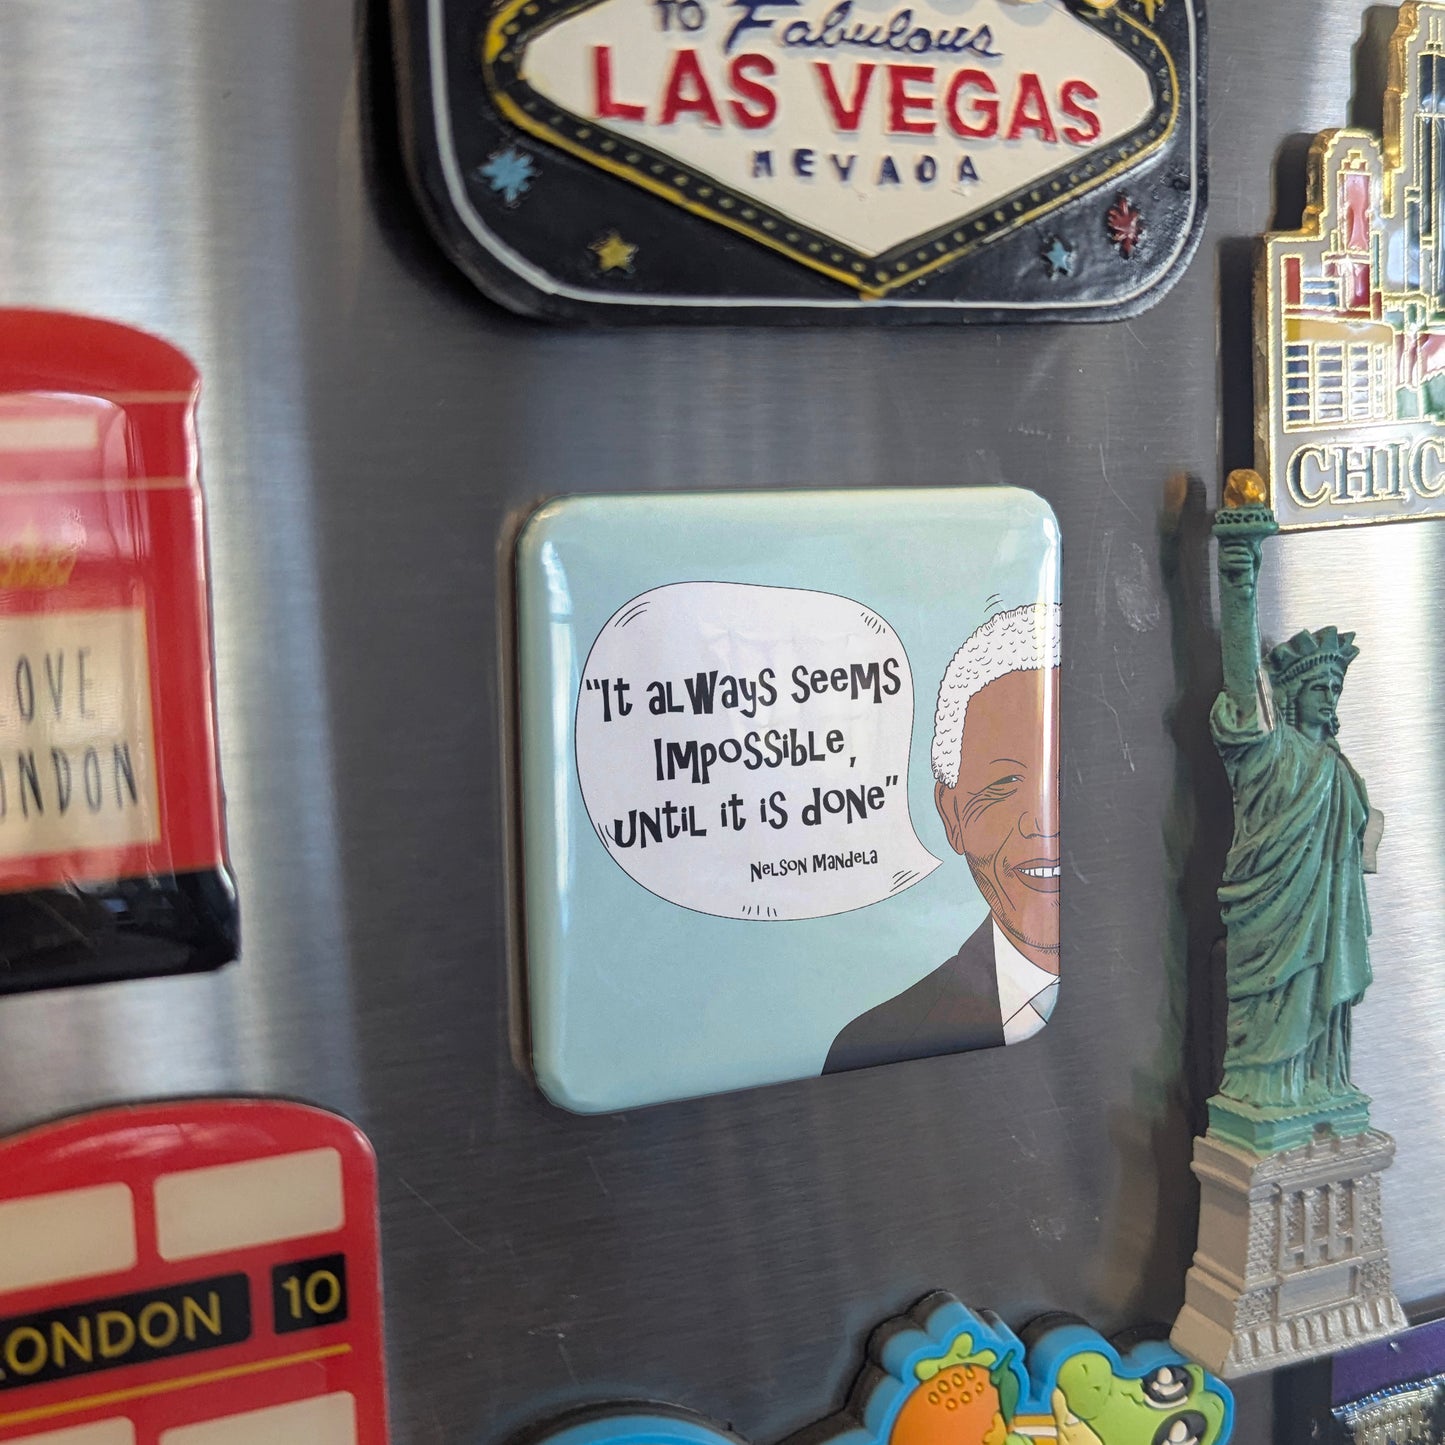 TO Fabulous
LAS VEGAS
NEVADA
CHIC
"It always seems
impossible,
until it is done"
Nelson Mandela
OVE
ONDON
LONDON 10